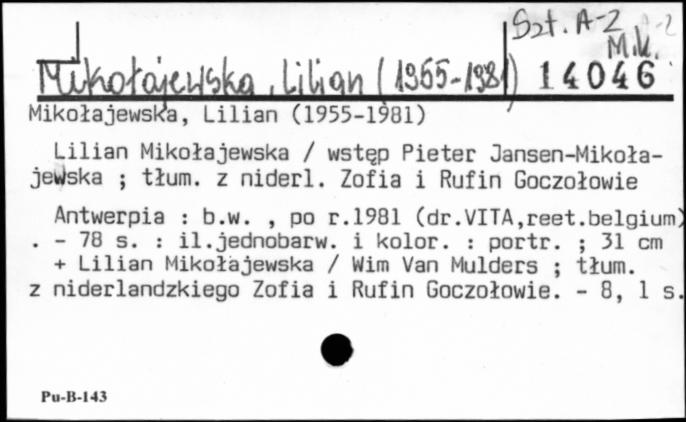 Szt. A-2 A-2
M.k.
Mikołajewska, Lilian (1955-1981) 14046
Mikołajewska, Lilian (1955-1981)
Lilian Mikołajewska / wstęp Pieter Jansen-Mikoła-
jewska ; tłum. z niderl. Zofia i Rufin Goczołowie
Antwerpia : b.w. , po r.1981 (dr.VITA,reet.belgium)
. - 78 s. : il.jednobarw. i kolor. : portr. ; 31 cm
+ Lilian Mikołajewska / Wim Van Mulders ; tłum.
z niderlandzkiego Zofia i Rufin Goczołowie. - 8, 1 s.
Pu-B-143